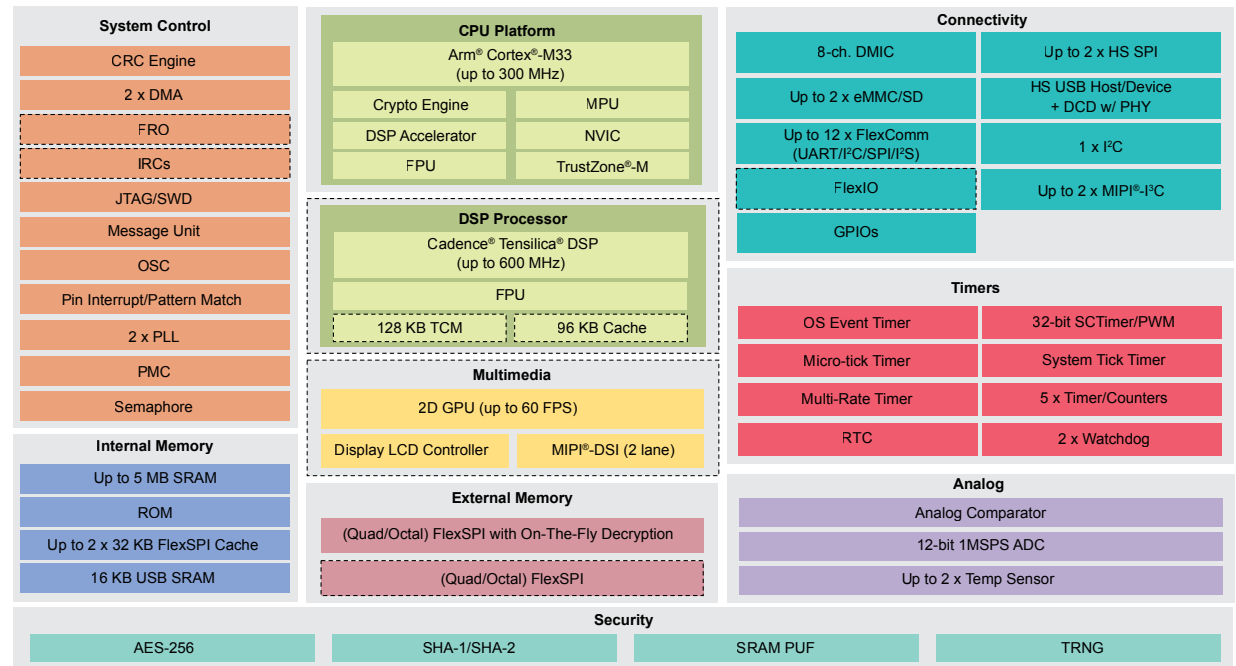 System Control
CRC Engine
2 x DMA
FRO
IRCs
JTAG/SWD
Message Unit
OSC
Pin Interrupt/Pattern Match
2 x PLL
PMC
Semaphore
Internal Memory
Up to 5 MB SRAM
ROM
Up to 2 x 32 KB FlexSPI Cache
16 KB USB SRAM
CPU Platform
Arm® Cortex®-M33
(up to 300 MHz)
Crypto Engine
MPU
DSP Accelerator
NVIC
FPU
TrustZone®-M
DSP Processor
Cadence® Tensilica® DSP
(up to 600 MHz)
FPU
128 KB TCM
96 KB Cache
Multimedia
2D GPU (up to 60 FPS)
Display LCD Controller
MIPI®-DSI (2 lane)
External Memory
(Quad/Octal) FlexSPI with On-The-Fly Decryption
(Quad/Octal) FlexSPI
Connectivity
8-ch. DMIC
Up to 2 x HS SPI
Up to 2 x eMMC/SD
HS USB Host/Device
+ DCD w/ PHY
Up to 12 x FlexComm
(UART/I²C/SPI/I²S)
1 x I²C
FlexIO
Up to 2 x MIPI®-I³C
GPIOs
Timers
OS Event Timer
32-bit SCTimer/PWM
Micro-tick Timer
System Tick Timer
Multi-Rate Timer
5 x Timer/Counters
RTC
2 x Watchdog
Analog
Analog Comparator
12-bit 1MSPS ADC
Up to 2 x Temp Sensor
Security
AES-256
SHA-1/SHA-2
SRAM PUF
TRNG